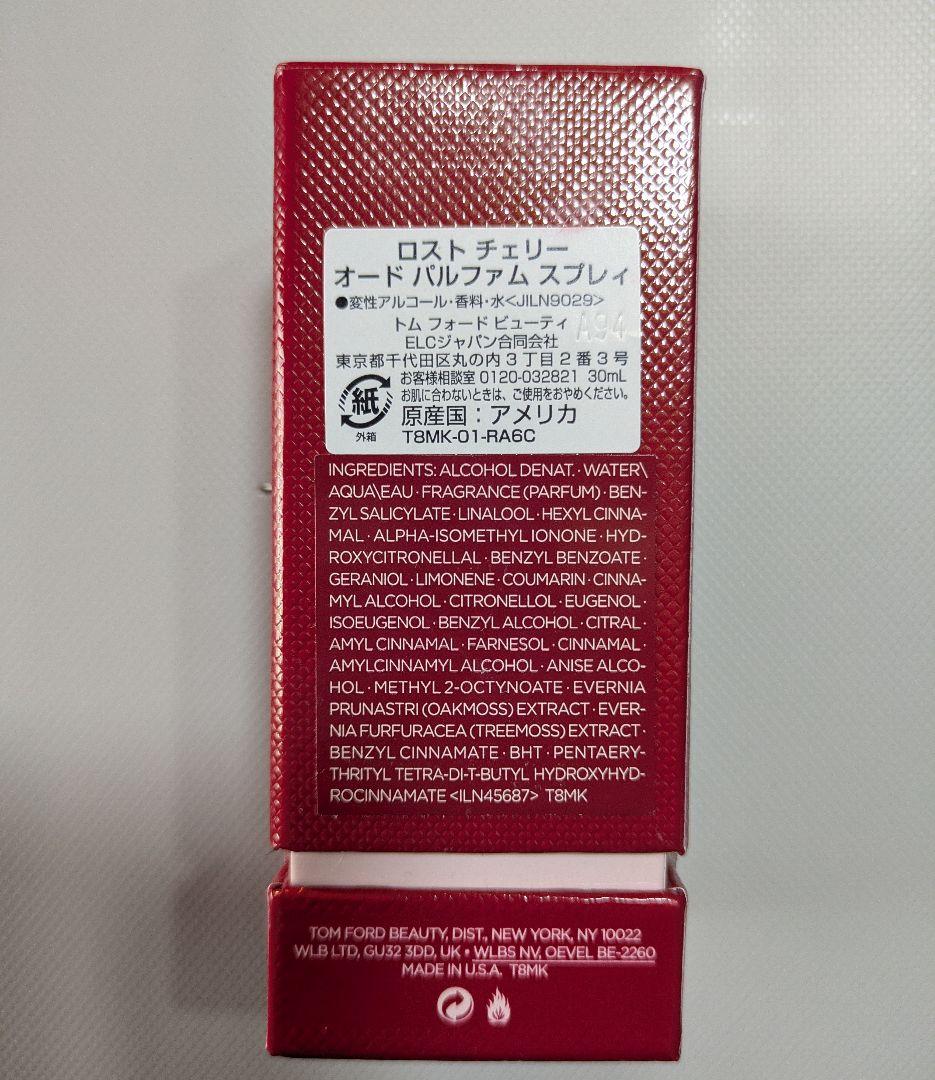 ロスト チェリー
オード パルファム スプレィ
●変性アルコール・香料・水<JILN9029>
トム フォード ビューティ
ELCジャパン合同会社
東京都千代田区丸の内3丁目2番3号
お客様相談室 0120-032821 30mL
お肌に合わないときは、ご使用をおやめください。
紙
外箱
原産国：アメリカ
T8MK-01-RA6C
INGREDIENTS: ALCOHOL DENAT. · WATER\
AQUA\EAU · FRAGRANCE (PARFUM) · BEN-
ZYL SALICYLATE · LINALOOL · HEXYL CINNA-
MAL · ALPHA-ISOMETHYL IONONE · HYD-
ROXYCITRONELLAL · BENZYL BENZOATE ·
GERANIOL · LIMONENE · COUMARIN · CINNA-
MYL ALCOHOL · CITRONELLOL · EUGENOL ·
ISOEUGENOL · BENZYL ALCOHOL · CITRAL ·
AMYL CINNAMAL · FARNESOL · CINNAMAL ·
AMYLCINNAMYL ALCOHOL · ANISE ALCO-
HOL · METHYL 2-OCTYNOATE · EVERNIA
PRUNASTRI (OAKMOSS) EXTRACT · EVER-
NIA FURFURACEA (TREEMOSS) EXTRACT ·
BENZYL CINNAMATE · BHT · PENTAERY-
THRITYL TETRA-DI-T-BUTYL HYDROXYHYD-
ROCINNAMATE <ILN45687> T8MK
TOM FORD BEAUTY, DIST., NEW YORK, NY 10022
WLB LTD, GU32 3DD, UK • WLBS NV, OEVEL BE-2260
MADE IN U.S.A. T8MK